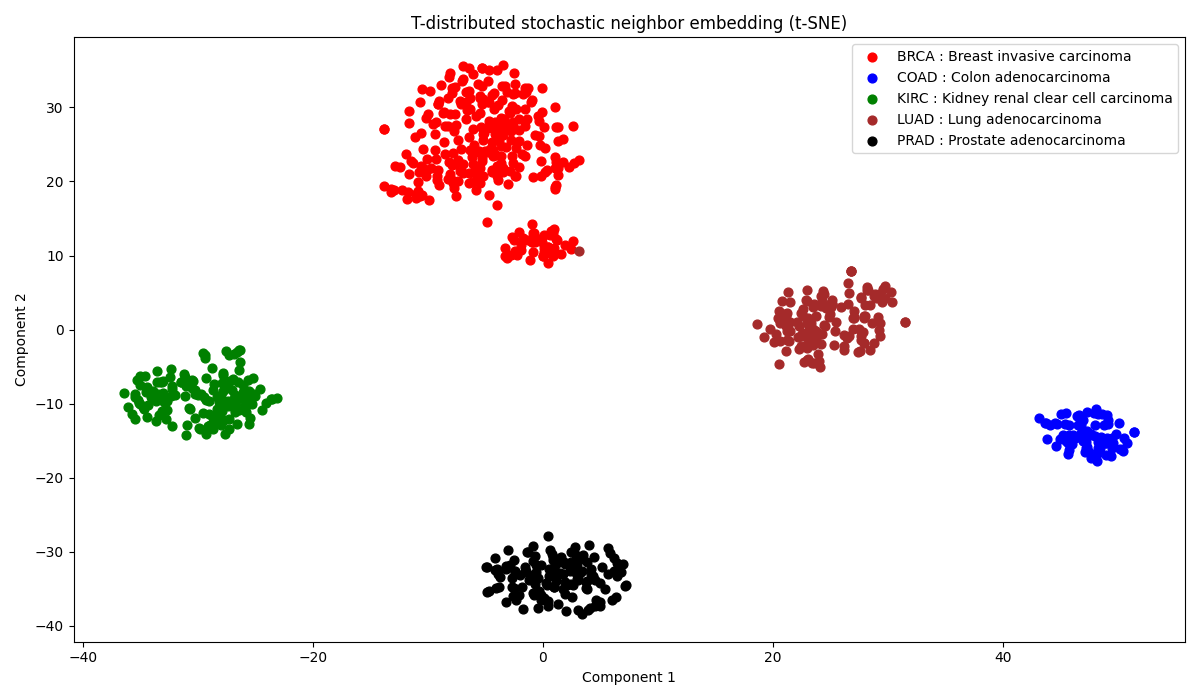 T-distributed stochastic neighbor embedding (t-SNE)
BRCA : Breast invasive carcinoma
COAD : Colon adenocarcinoma
KIRC : Kidney renal clear cell carcinoma
LUAD : Lung adenocarcinoma
PRAD : Prostate adenocarcinoma
Component 2
30
20
10
0
−10
−20
−30
−40
−40 −20 0 20 40
Component 1